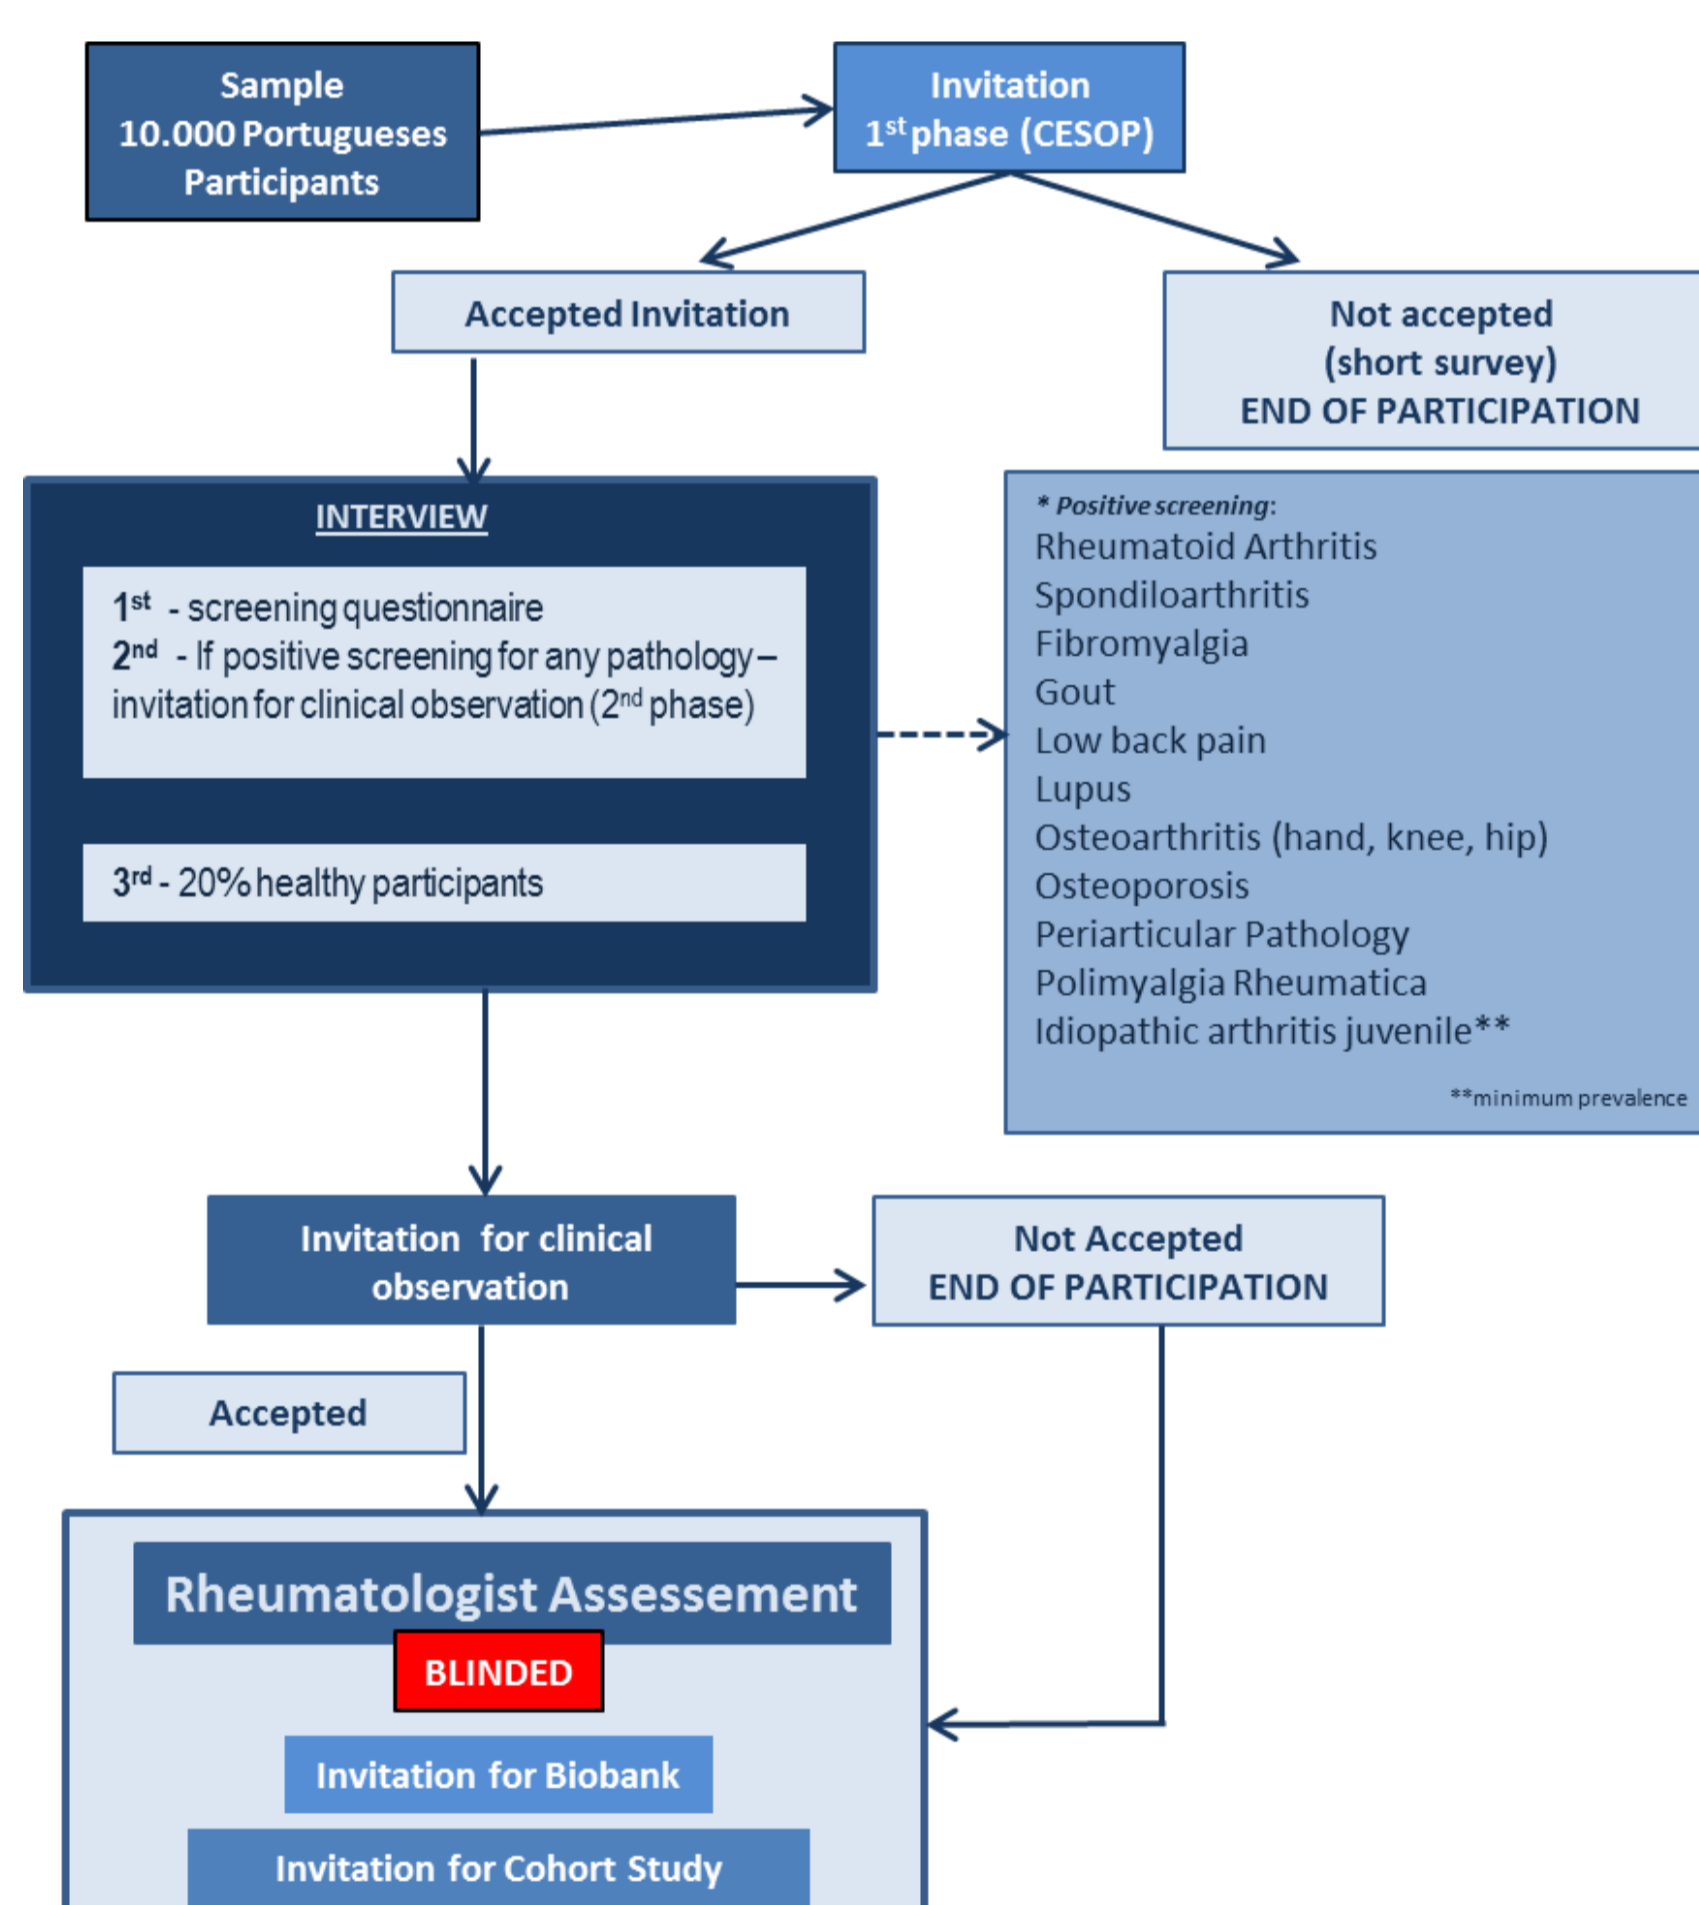 Sample
10.000 Portugueses
Participants
Invitation
1st phase (CESOP)
Accepted Invitation
Not accepted
(short survey)
END OF PARTICIPATION
INTERVIEW
1st - screening questionnaire
2nd - If positive screening for any pathology –
invitation for clinical observation (2nd phase)
3rd - 20% healthy participants
* Positive screening:
Rheumatoid Arthritis
Spondiloarthritis
Fibromyalgia
Gout
Low back pain
Lupus
Osteoarthritis (hand, knee, hip)
Osteoporosis
Periarticular Pathology
Polimyalgia Rheumatica
Idiopathic arthritis juvenile**
**minimum prevalence
Invitation for clinical
observation
Not Accepted
END OF PARTICIPATION
Accepted
Rheumatologist Assessement
BLINDED
Invitation for Biobank
Invitation for Cohort Study